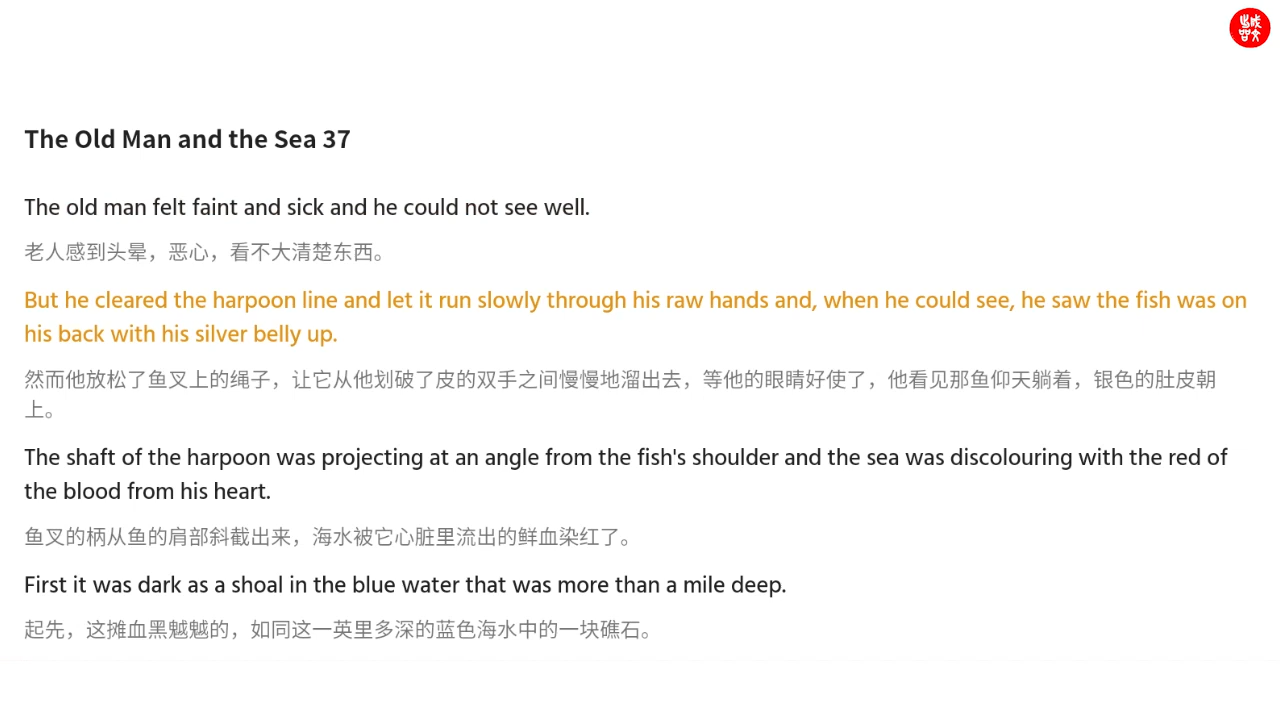 The Old Man and the Sea 37
The old man felt faint and sick and he could not see well.
老人感到头晕，恶心，看不大清楚东西。
But he cleared the harpoon line and let it run slowly through his raw hands and, when he could see, he saw the fish was on
his back with his silver belly up.
然而他放松了鱼叉上的绳子，让它从他划破了皮的双手之间慢慢地溜出去，等他的眼睛好使了，他看见那鱼仰天躺着，银色的肚皮朝
上。
The shaft of the harpoon was projecting at an angle from the fish's shoulder and the sea was discolouring with the red of
the blood from his heart.
鱼叉的柄从鱼的肩部斜截出来，海水被它心脏里流出的鲜血染红了。
First it was dark as a shoal in the blue water that was more than a mile deep.
起先，这摊血黑魆魆的，如同这一英里多深的蓝色海水中的一块礁石。